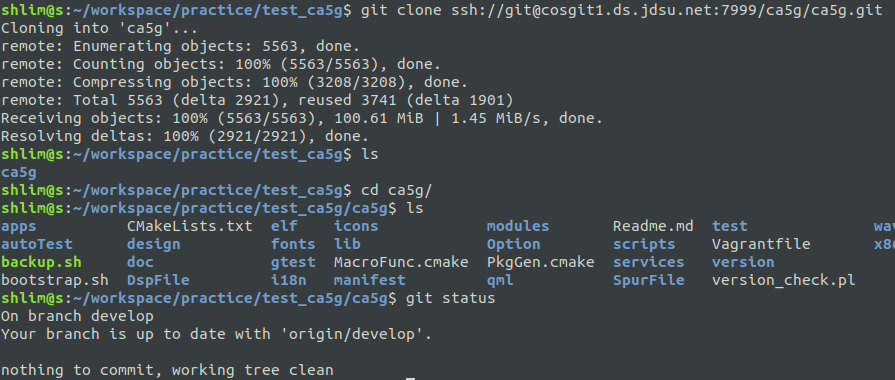 shlim@s:~/workspace/practice/test_ca5g$ git clone ssh://git@cosgit1.ds.jdsu.net:7999/ca5g/ca5g.git
Cloning into 'ca5g'...
remote: Enumerating objects: 5563, done.
remote: Counting objects: 100% (5563/5563), done.
remote: Compressing objects: 100% (3208/3208), done.
remote: Total 5563 (delta 2921), reused 3741 (delta 1901)
Receiving objects: 100% (5563/5563), 100.61 MiB | 1.45 MiB/s, done.
Resolving deltas: 100% (2921/2921), done.
shlim@s:~/workspace/practice/test_ca5g$ ls
ca5g
shlim@s:~/workspace/practice/test_ca5g$ cd ca5g/
shlim@s:~/workspace/practice/test_ca5g/ca5g$ ls
apps CMakeLists.txt elf icons modules Readme.md test
autoTest design fonts lib Option scripts Vagrantfile
backup.sh doc gtest MacroFunc.cmake PkgGen.cmake services version
bootstrap.sh DspFile i18n manifest qml SpurFile version_check.pl
shlim@s:~/workspace/practice/test_ca5g/ca5g$ git status
On branch develop
Your branch is up to date with 'origin/develop'.
nothing to commit, working tree clean